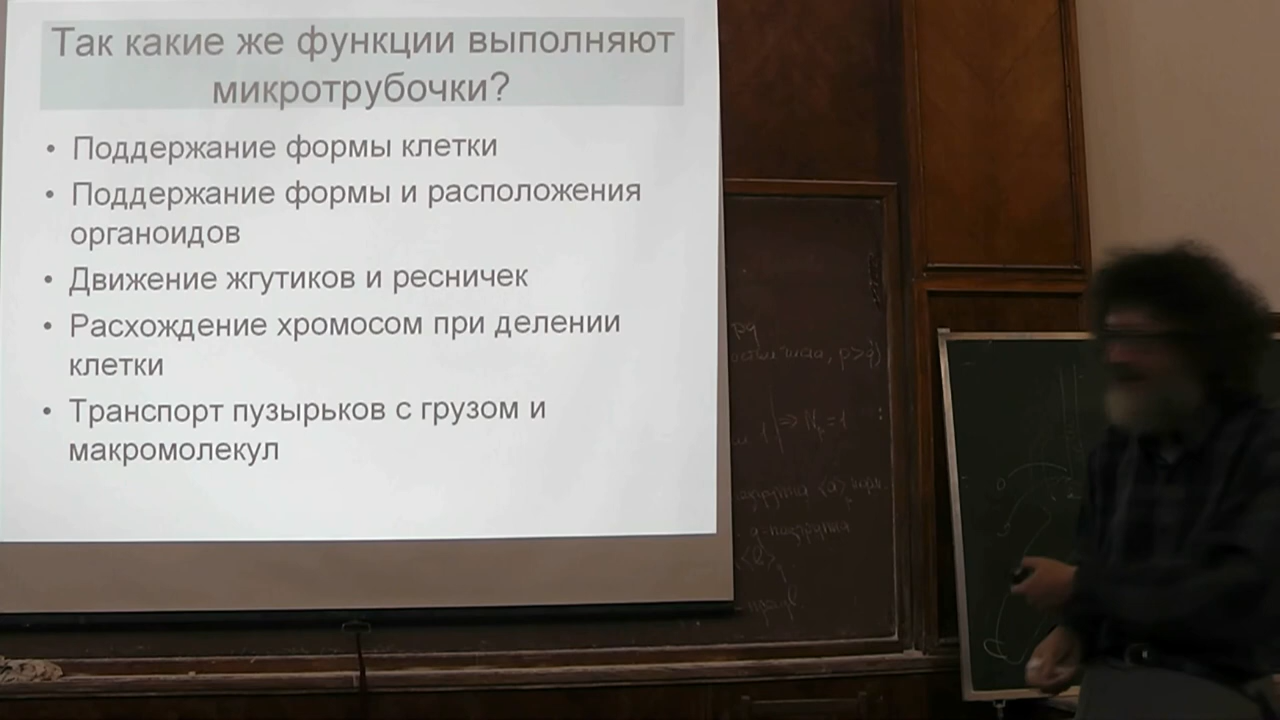 Так какие же функции выполняют
микротрубочки?
• Поддержание формы клетки
• Поддержание формы и расположения
органоидов
• Движение жгутиков и ресничек
• Расхождение хромосом при делении
клетки
• Транспорт пузырьков с грузом и
макромолекул
pq
p>q)